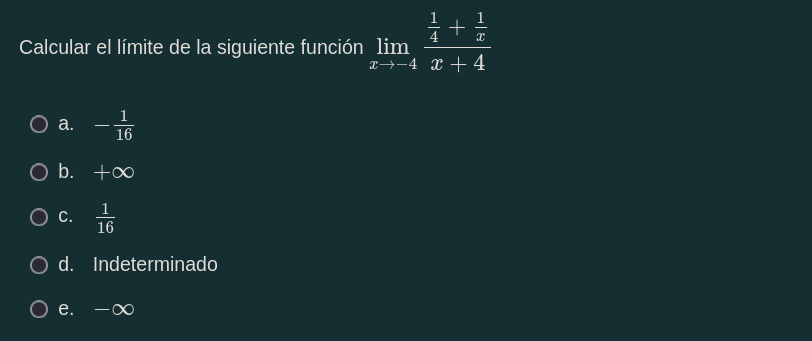 Calcular el límite de la siguiente función $\lim_{x \to -4} \frac{\frac{1}{4} + \frac{1}{x}}{x + 4}$
a. $-\frac{1}{16}$
b. $+\infty$
c. $\frac{1}{16}$
d. Indeterminado
e. $-\infty$